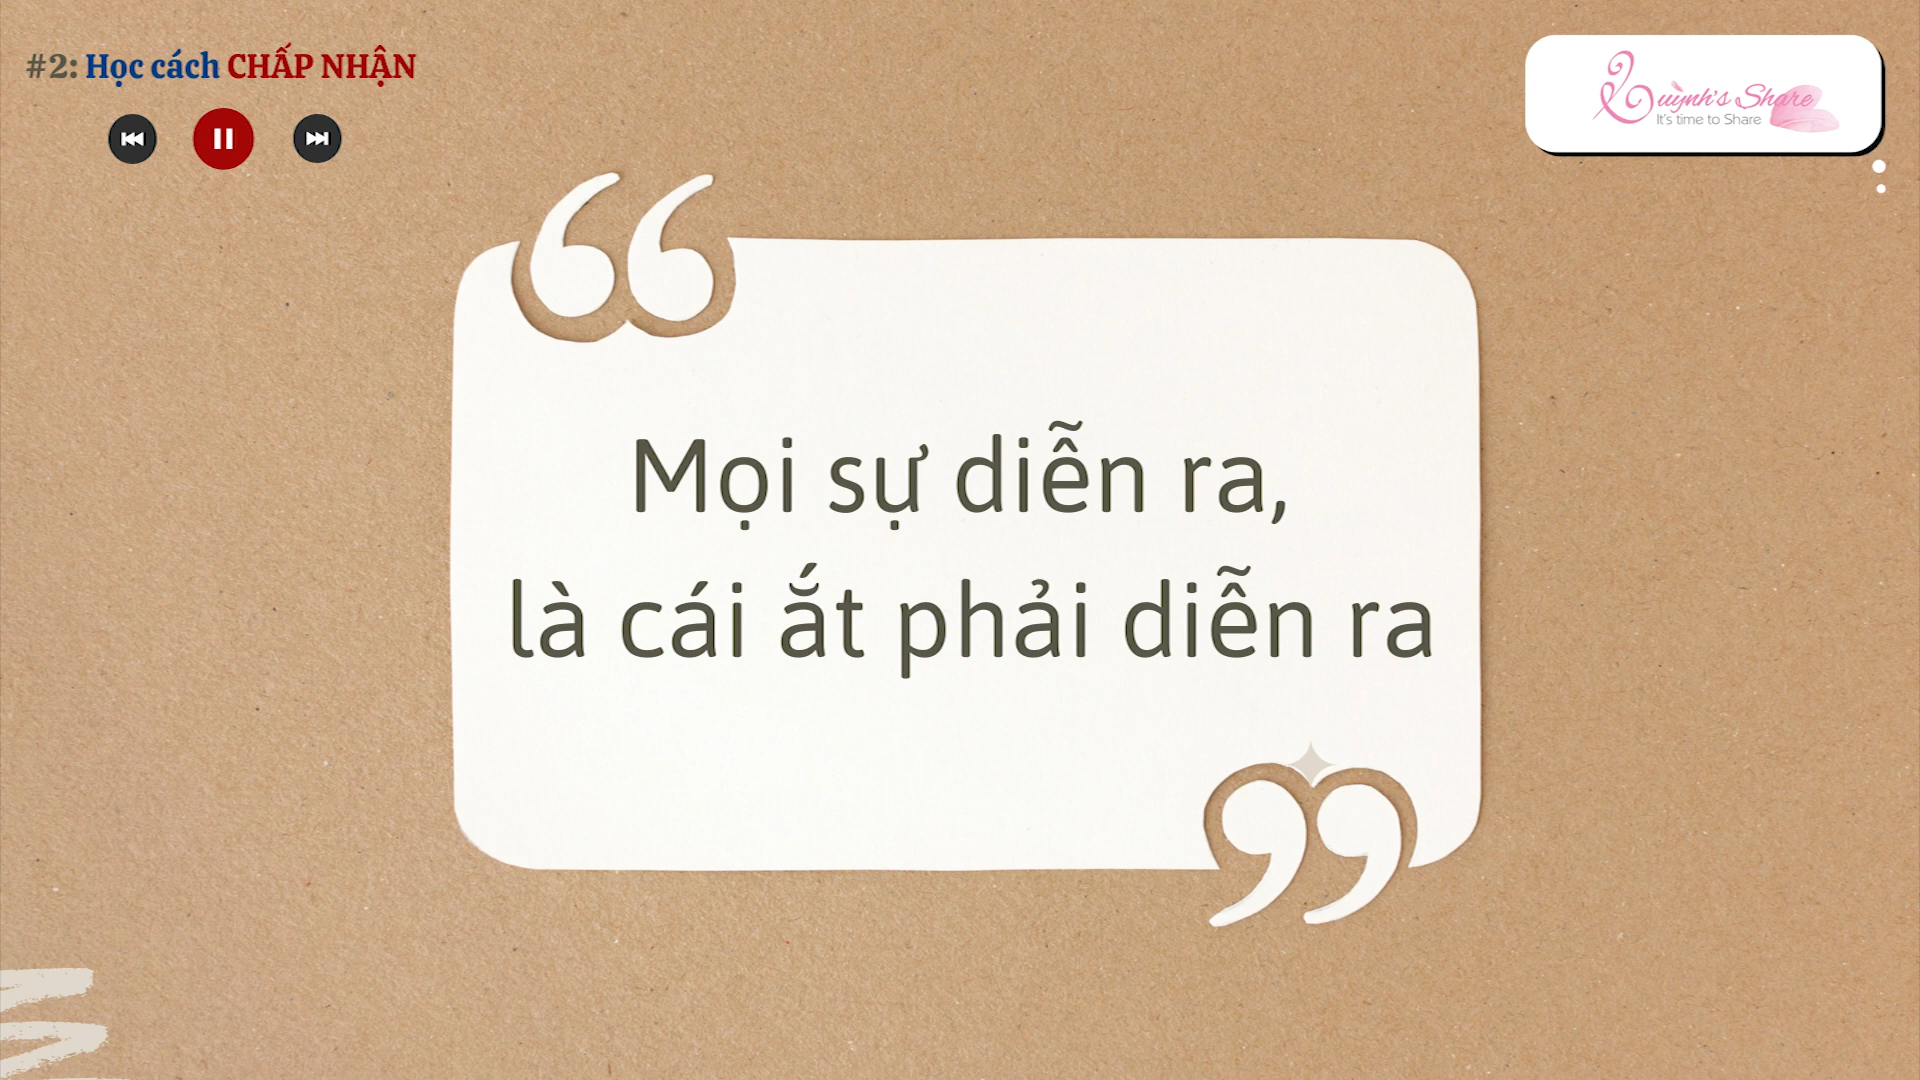 #2: Học cách CHẤP NHẬN
Quỳnh's Share
It's time to Share
Mọi sự diễn ra,
là cái ắt phải diễn ra